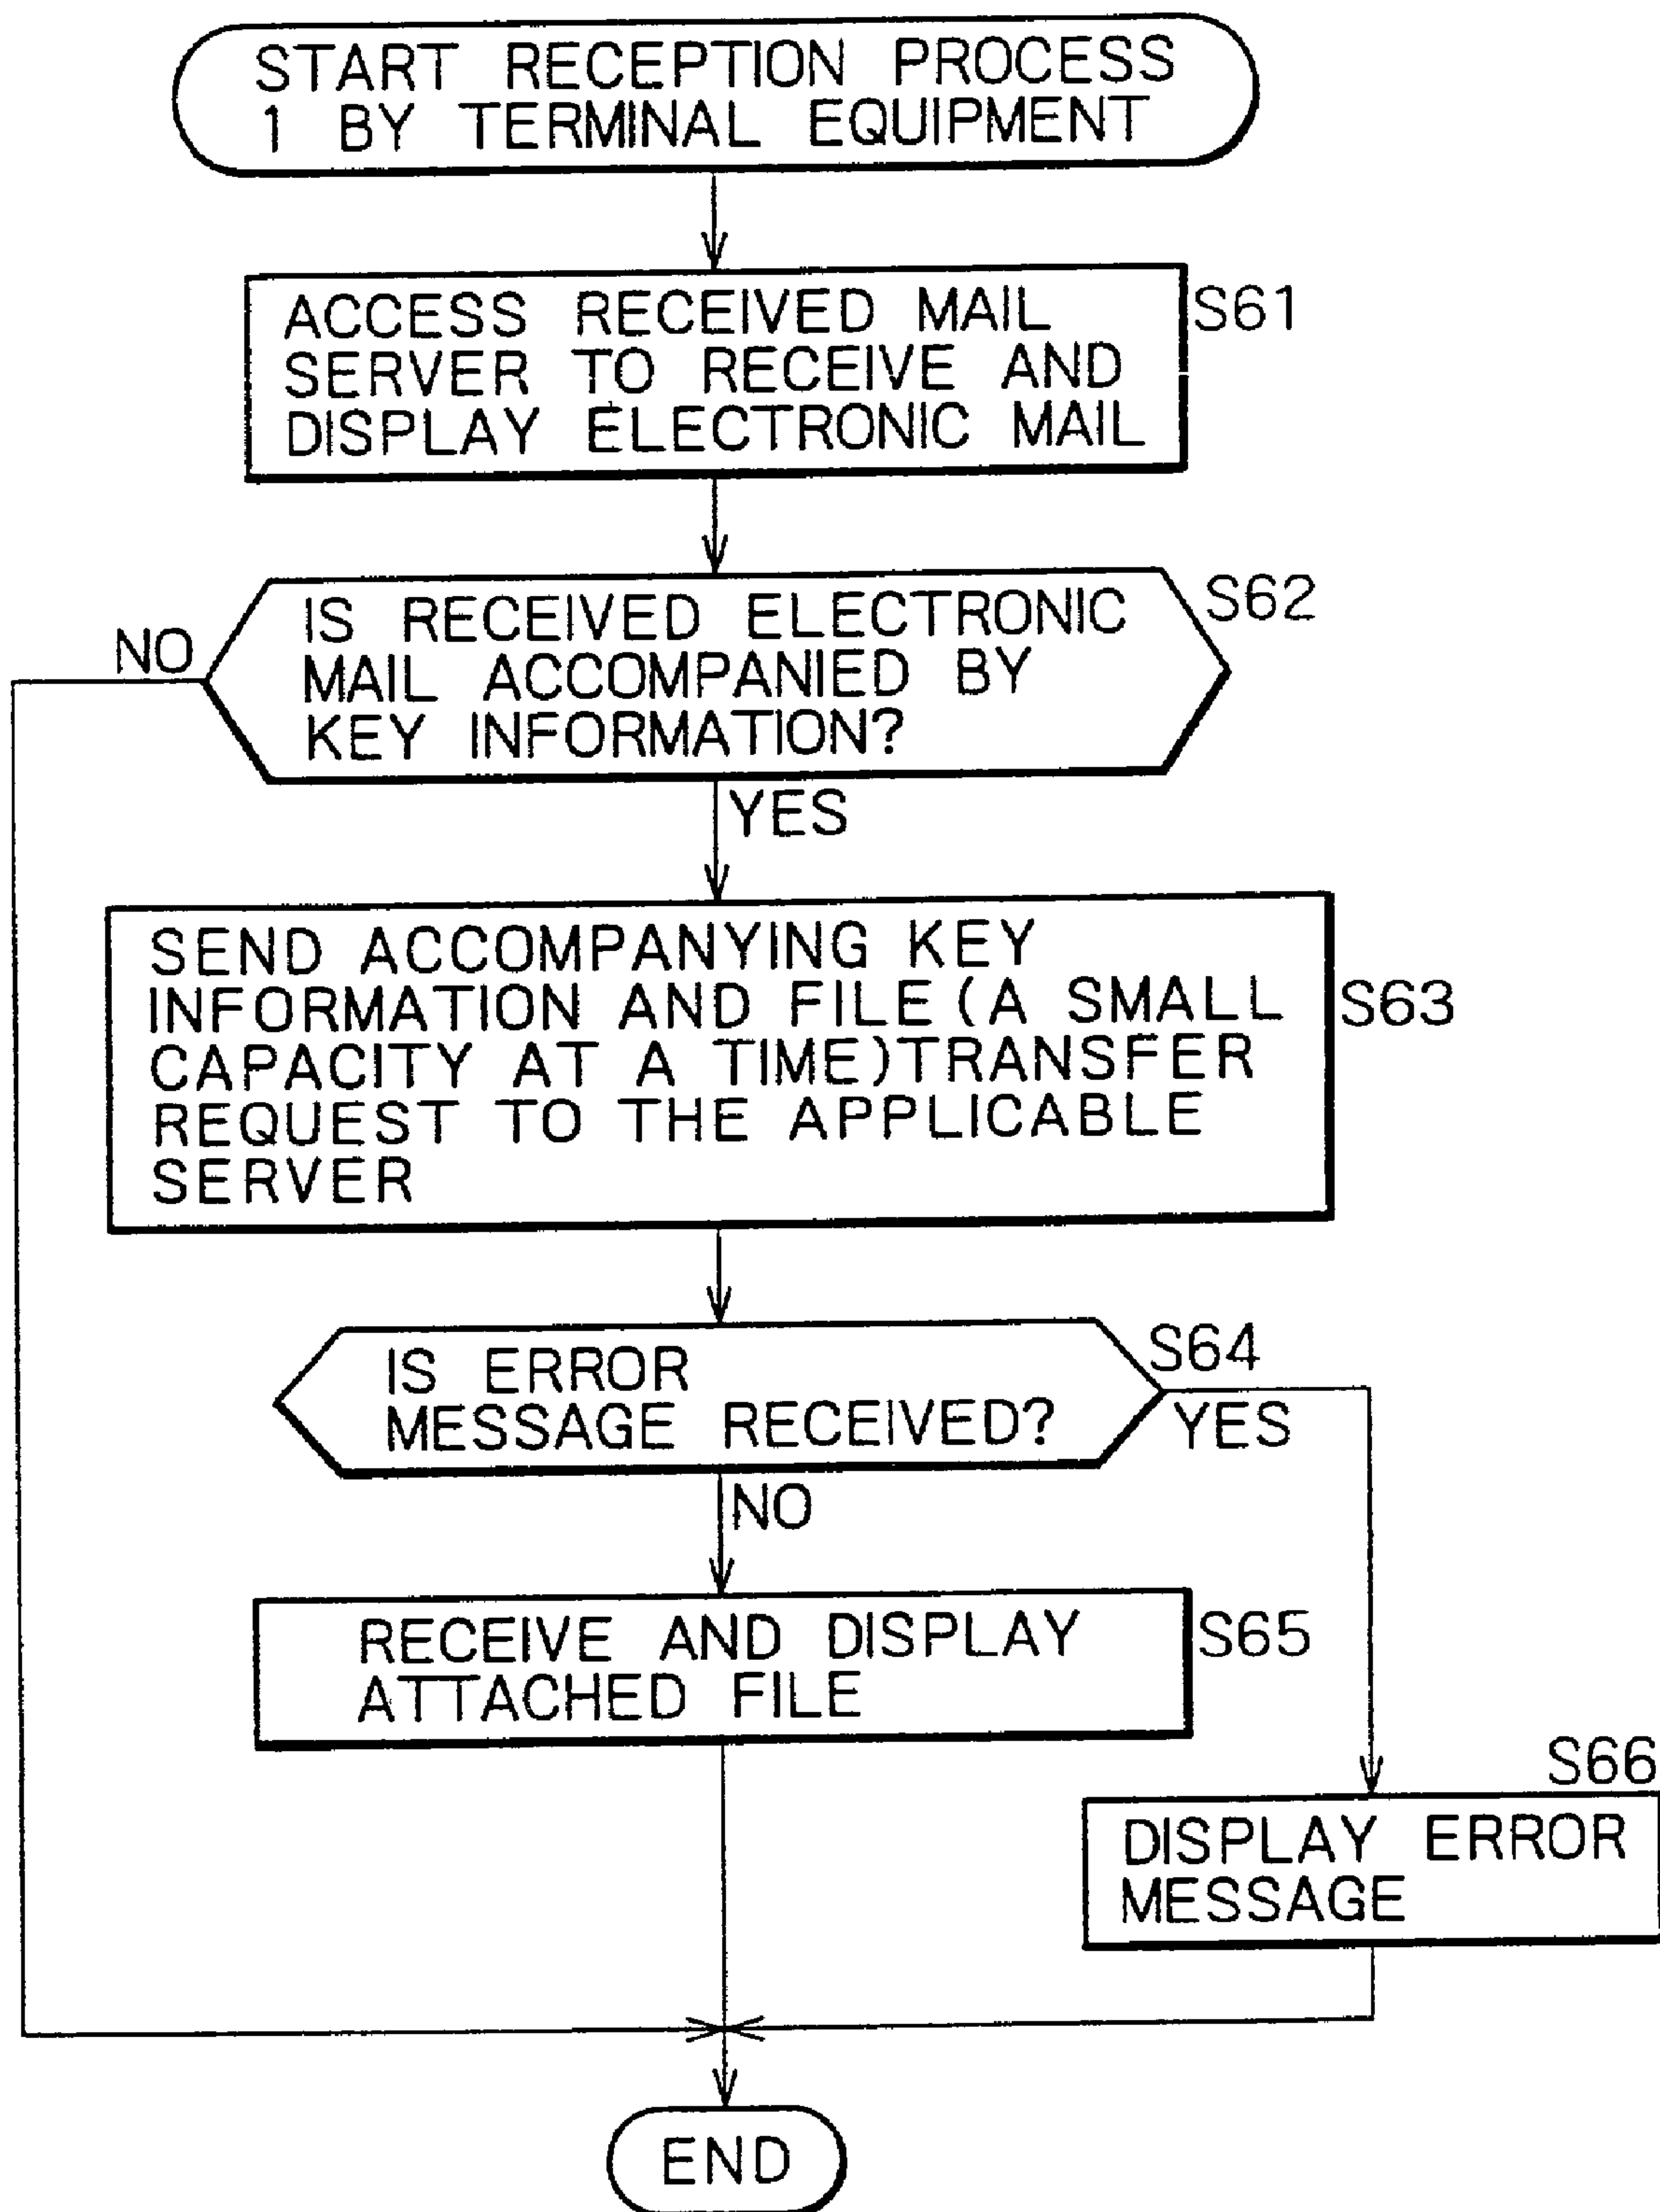 START RECEPTION PROCESS
1 BY TERMINAL EQUIPMENT
ACCESS RECEIVED MAIL
SERVER TO RECEIVE AND
DISPLAY ELECTRONIC MAIL
S61
IS RECEIVED ELECTRONIC
MAIL ACCOMPANIED BY
KEY INFORMATION?
S62
NO
YES
SEND ACCOMPANYING KEY
INFORMATION AND FILE (A SMALL
CAPACITY AT A TIME)TRANSFER
REQUEST TO THE APPLICABLE
SERVER
S63
IS ERROR
MESSAGE RECEIVED?
S64
YES
NO
RECEIVE AND DISPLAY
ATTACHED FILE
S65
S66
DISPLAY ERROR
MESSAGE
END